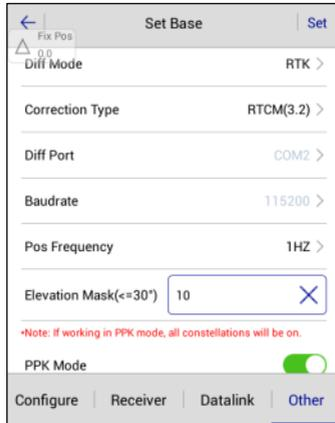 Set Base
Set
Fix Pos
0.0
Diff Mode
RTK >
Correction Type
RTCM(3.2) >
Diff Port
COM2 >
Baudrate
115200 >
Pos Frequency
1HZ >
Elevation Mask(<=30°)
10
•Note: If working in PPK mode, all constellations will be on.
PPK Mode
Configure
Receiver
Datalink
Other